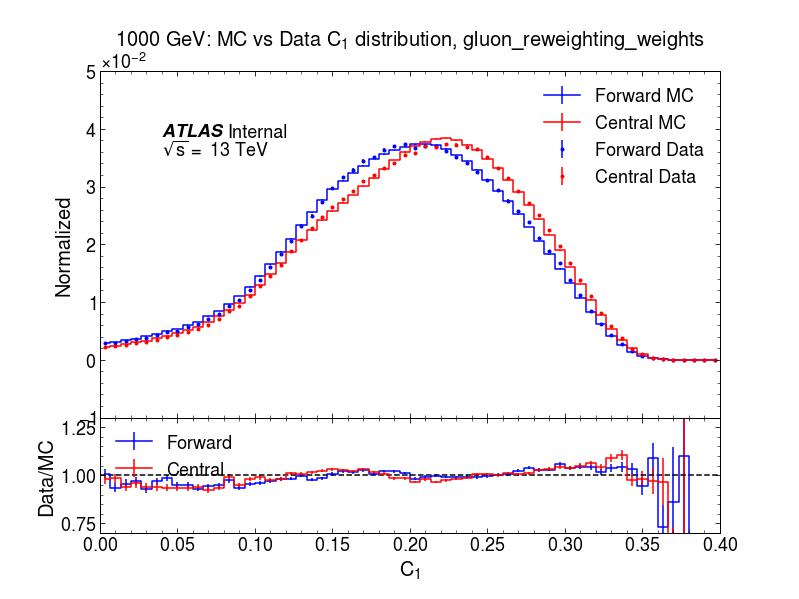 1000 GeV: MC vs Data C₁ distribution, gluon_reweighting_weights
×10⁻²
5
4
3
2
1
0
−1
Normalized
ATLAS Internal
√s = 13 TeV
Forward MC
Central MC
Forward Data
Central Data
1.25
1.00
0.75
Data/MC
Forward
Central
0.00 0.05 0.10 0.15 0.20 0.25 0.30 0.35 0.40
C₁